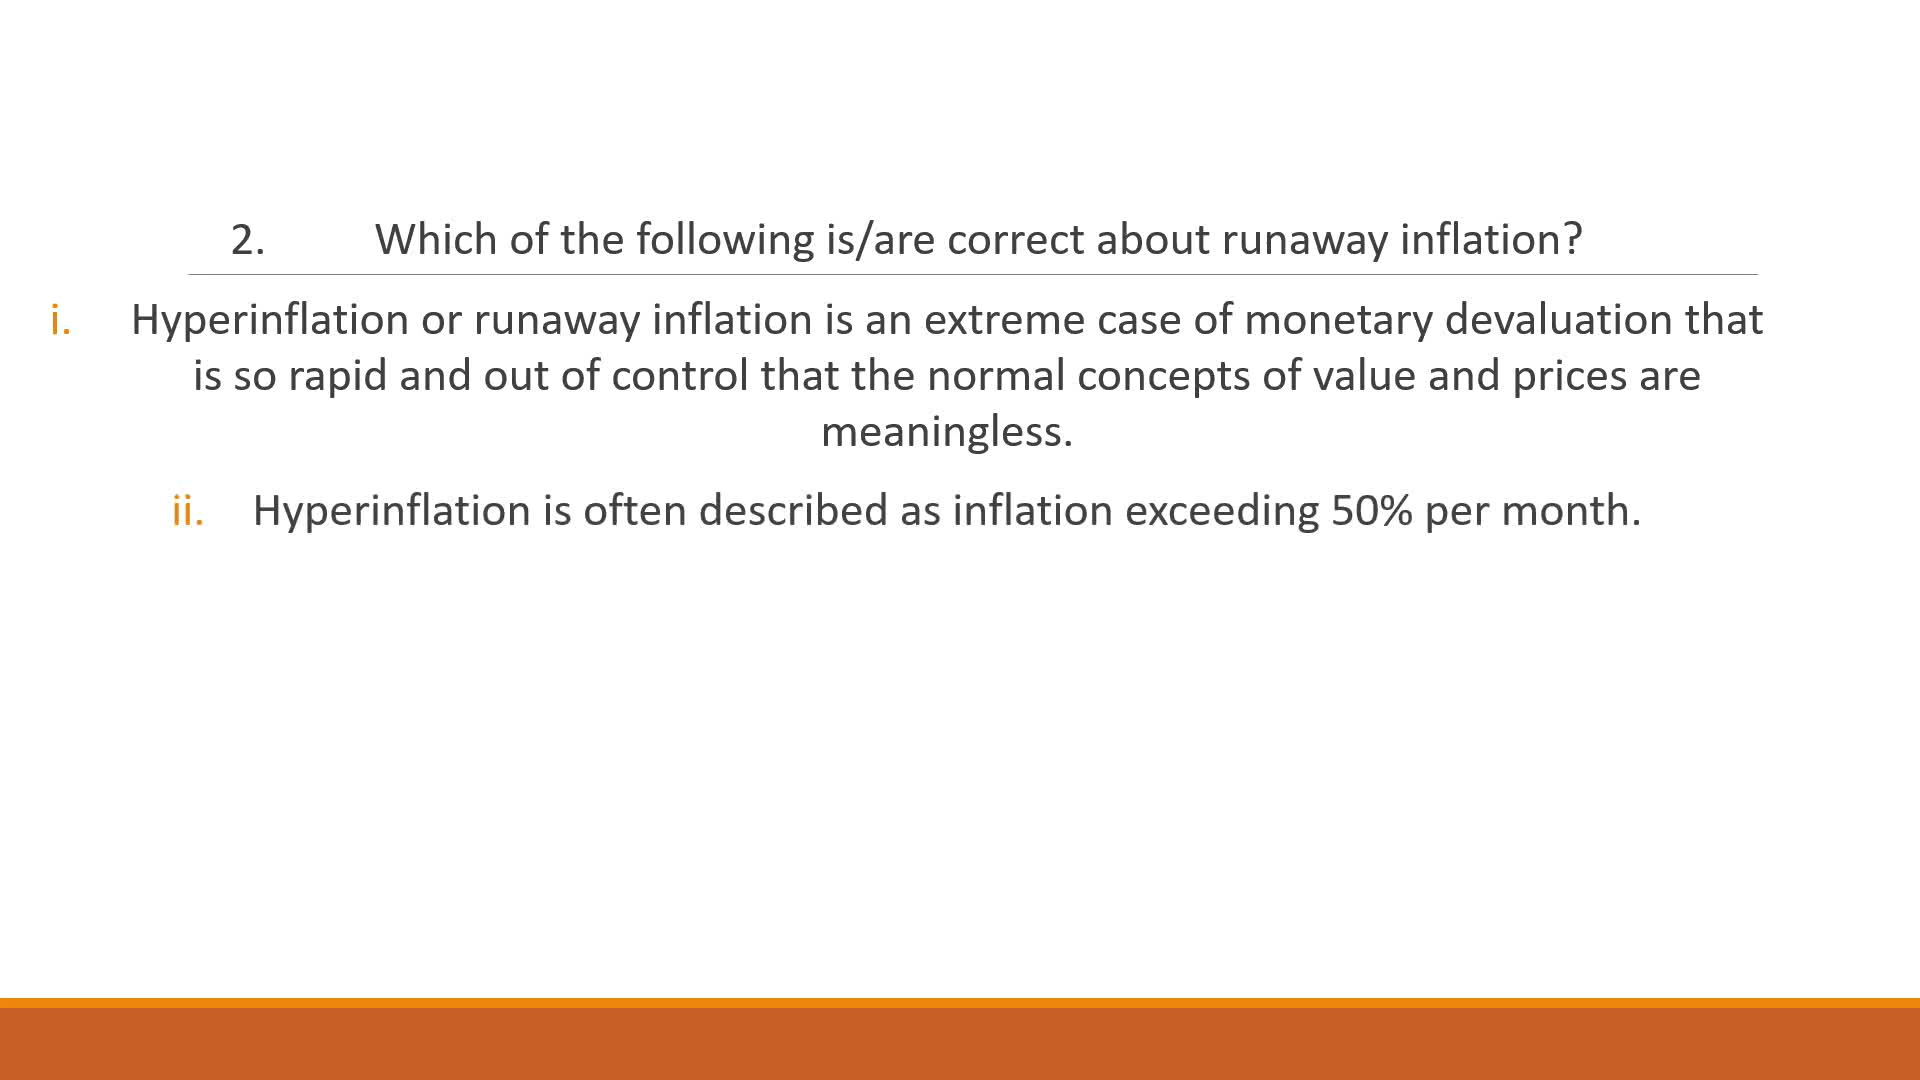 2. Which of the following is/are correct about runaway inflation?
i. Hyperinflation or runaway inflation is an extreme case of monetary devaluation that
is so rapid and out of control that the normal concepts of value and prices are
meaningless.
ii. Hyperinflation is often described as inflation exceeding 50% per month.